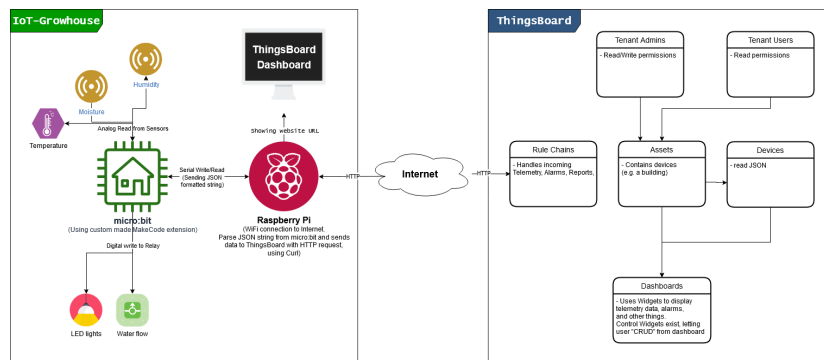 IoT-Growhouse
ThingsBoard
Dashboard
Humidity
Moisture
Temperature
Analog Read from Sensors
Showing website URL
Serial Write/Read
(Sending JSON
formatted string)
micro:bit
(Using custom made MakeCode extension)
Raspberry Pi
(WiFi connection to Internet.
Parse JSON string from micro:bit and sends
data to ThingsBoard with HTTP request,
using Curl)
Digital write to Relay
LED lights
Water flow
HTTP
Internet
HTTP
ThingsBoard
Tenant Admins
- Read/Write permissions
Tenant Users
- Read permissions
Rule Chains
- Handles incoming
Telemetry, Alarms, Reports,
Assets
- Contains devices
(e.g. a building)
Devices
- read JSON
Dashboards
- Uses Widgets to display
telemetry data, alarms,
and other things.
Control Widgets exist, letting
user "CRUD" from dashboard